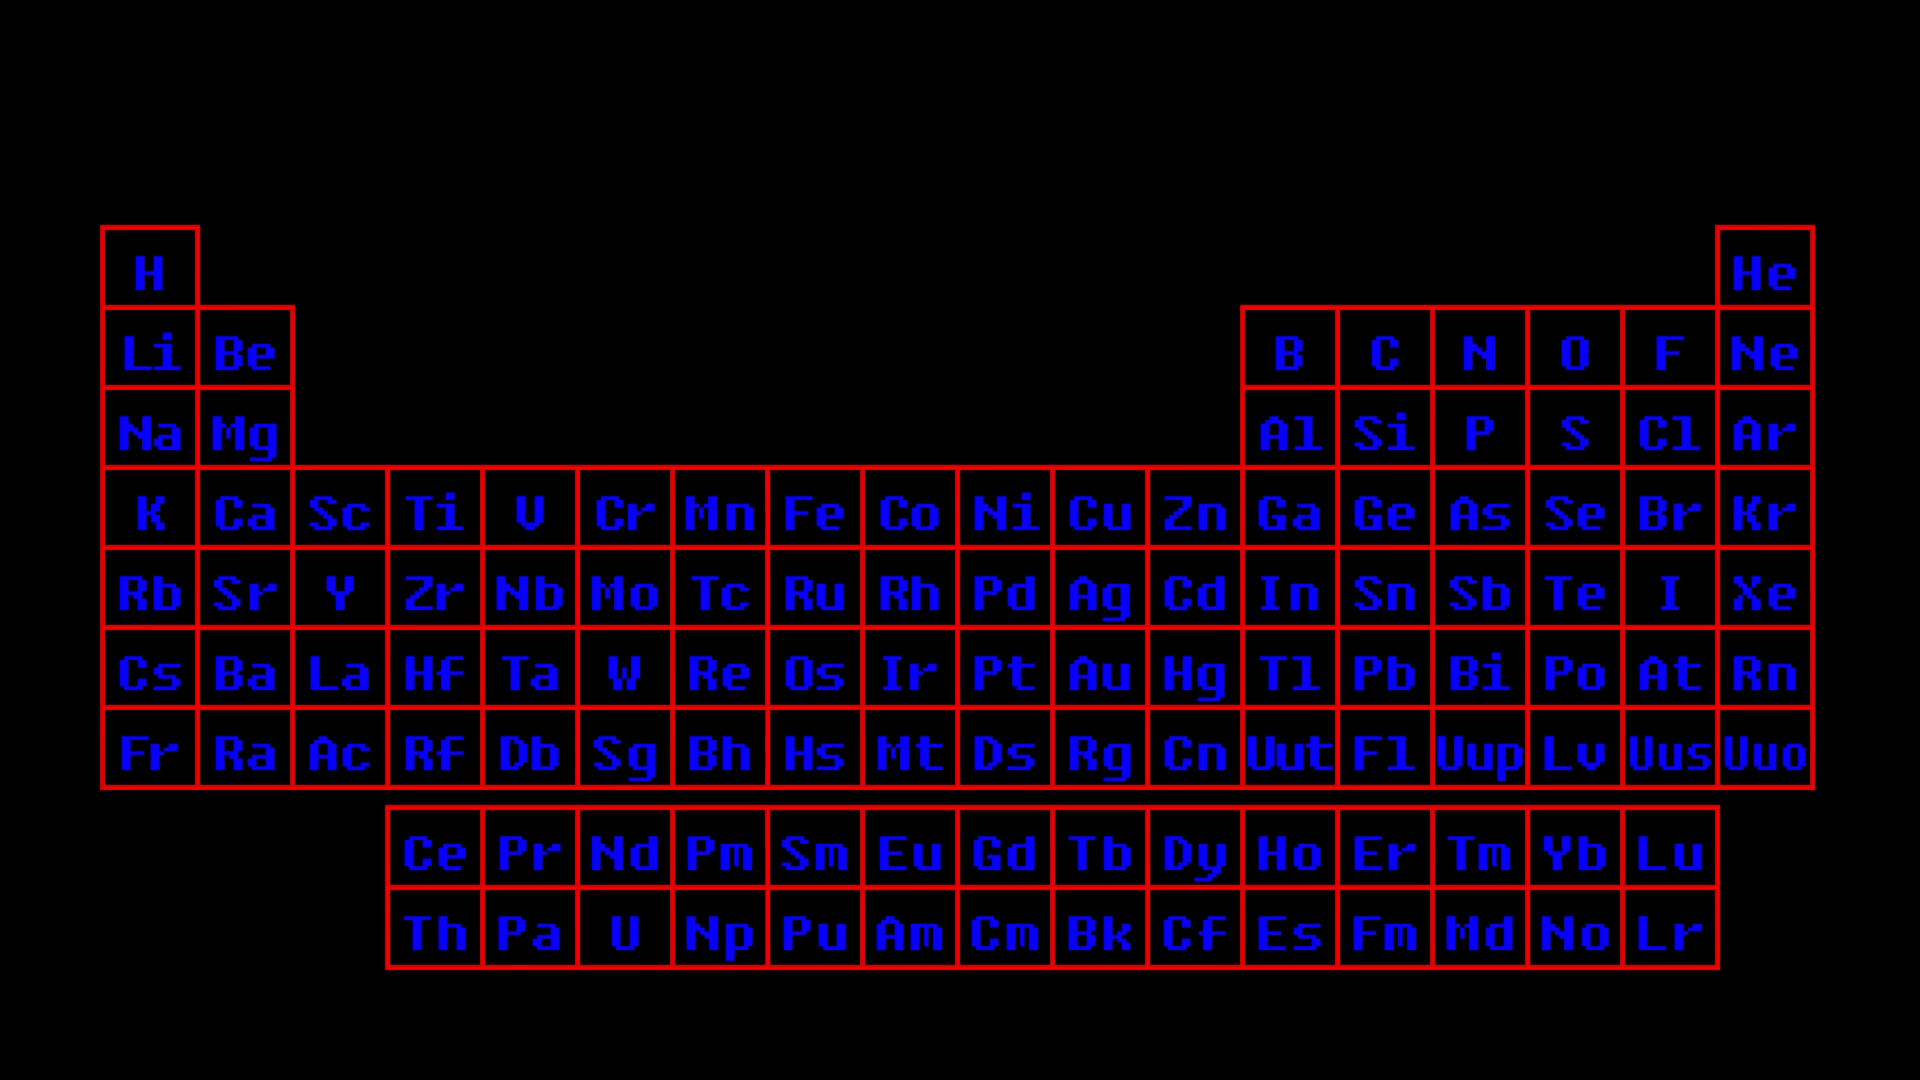 H He
Li Be B C N O F Ne
Na Mg Al Si P S Cl Ar
K Ca Sc Ti V Cr Mn Fe Co Ni Cu Zn Ga Ge As Se Br Kr
Rb Sr Y Zr Nb Mo Tc Ru Rh Pd Ag Cd In Sn Sb Te I Xe
Cs Ba La Hf Ta W Re Os Ir Pt Au Hg Tl Pb Bi Po At Rn
Fr Ra Ac Rf Db Sg Bh Hs Mt Ds Rg Cn Uut Fl Uup Lv Uus Uuo
Ce Pr Nd Pm Sm Eu Gd Tb Dy Ho Er Tm Yb Lu
Th Pa U Np Pu Am Cm Bk Cf Es Fm Md No Lr